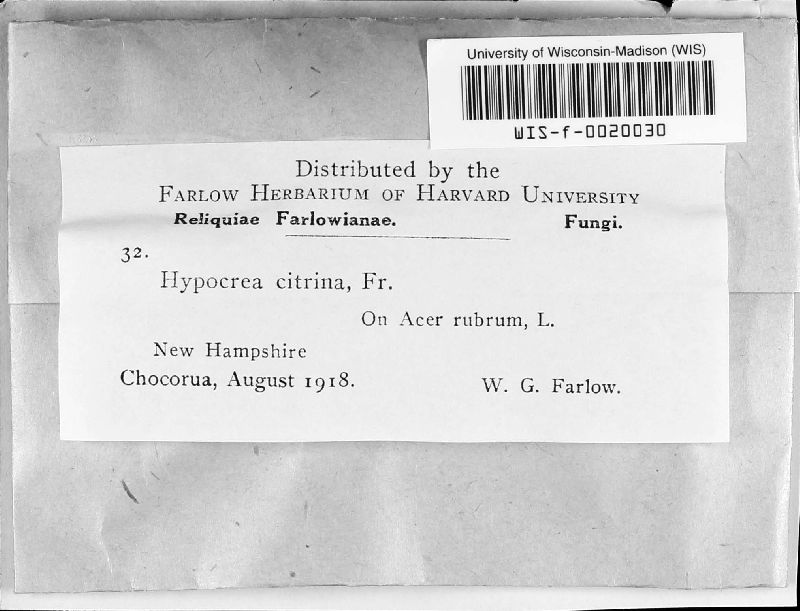 University of Wisconsin-Madison (WIS)
WIS-f-0020030
Distributed by the
FARLOW HERBARIUM OF HARVARD UNIVERSITY
Reliquiae Farlowianae. Fungi.
32.
Hypocrea citrina, Fr.
On Acer rubrum, L.
New Hampshire
Chocorua, August 1918. W. G. Farlow.